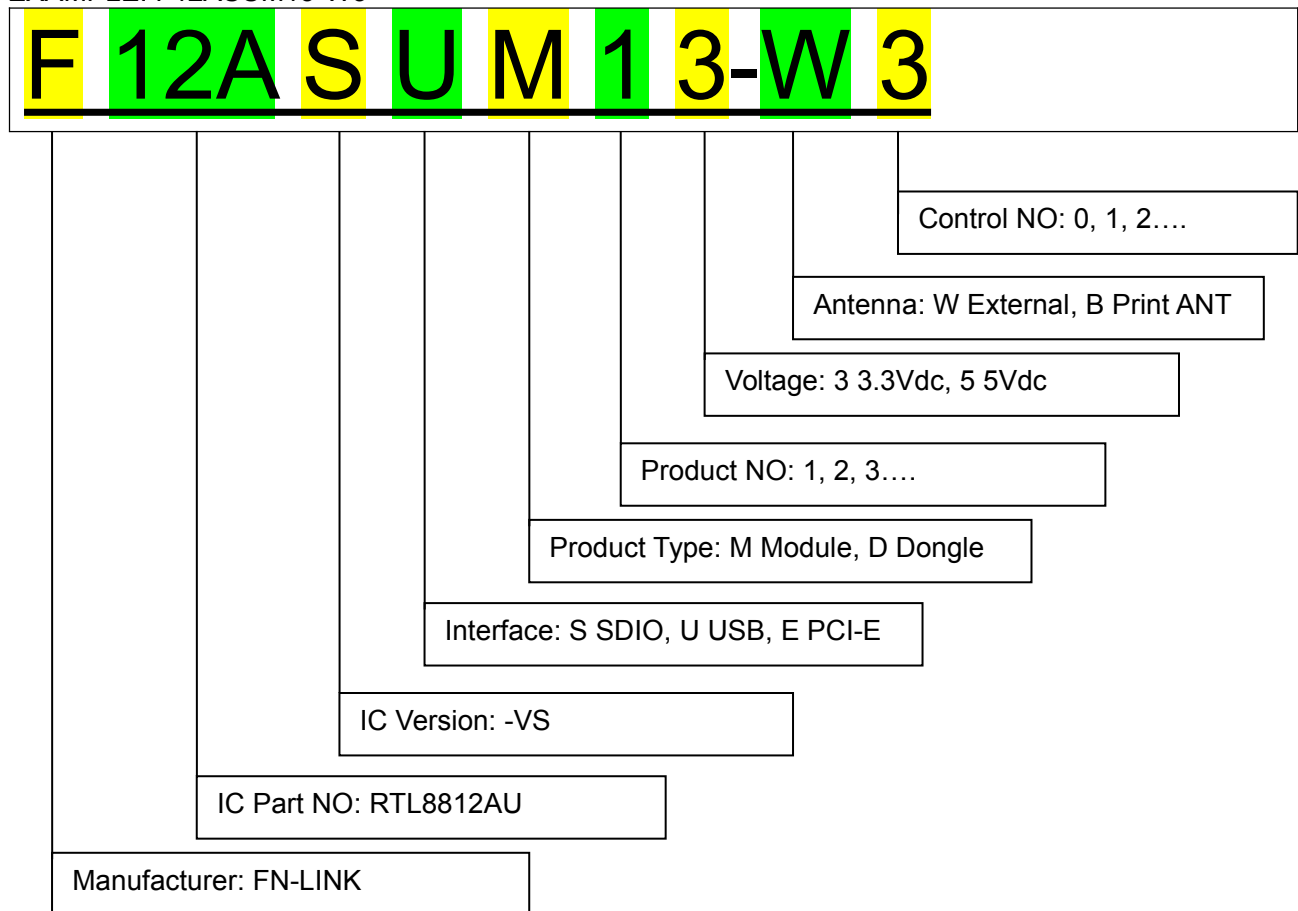 F 12A S U M 1 3-W 3
Control NO: 0, 1, 2….
Antenna: W External, B Print ANT
Voltage: 3 3.3Vdc, 5 5Vdc
Product NO: 1, 2, 3….
Product Type: M Module, D Dongle
Interface: S SDIO, U USB, E PCI-E
IC Version: -VS
IC Part NO: RTL8812AU
Manufacturer: FN-LINK